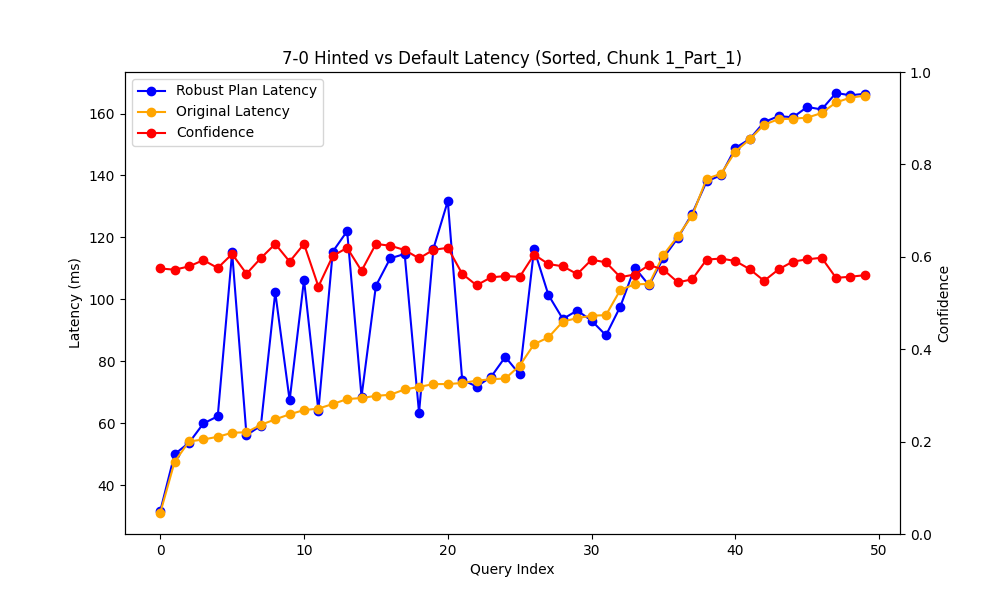 7-0 Hinted vs Default Latency (Sorted, Chunk 1_Part_1)
Robust Plan Latency
Original Latency
Confidence
Latency (ms)
160
140
120
100
80
60
40
1.0
0.8
0.6
0.4
0.2
0.0
Confidence
0 10 20 30 40 50
Query Index